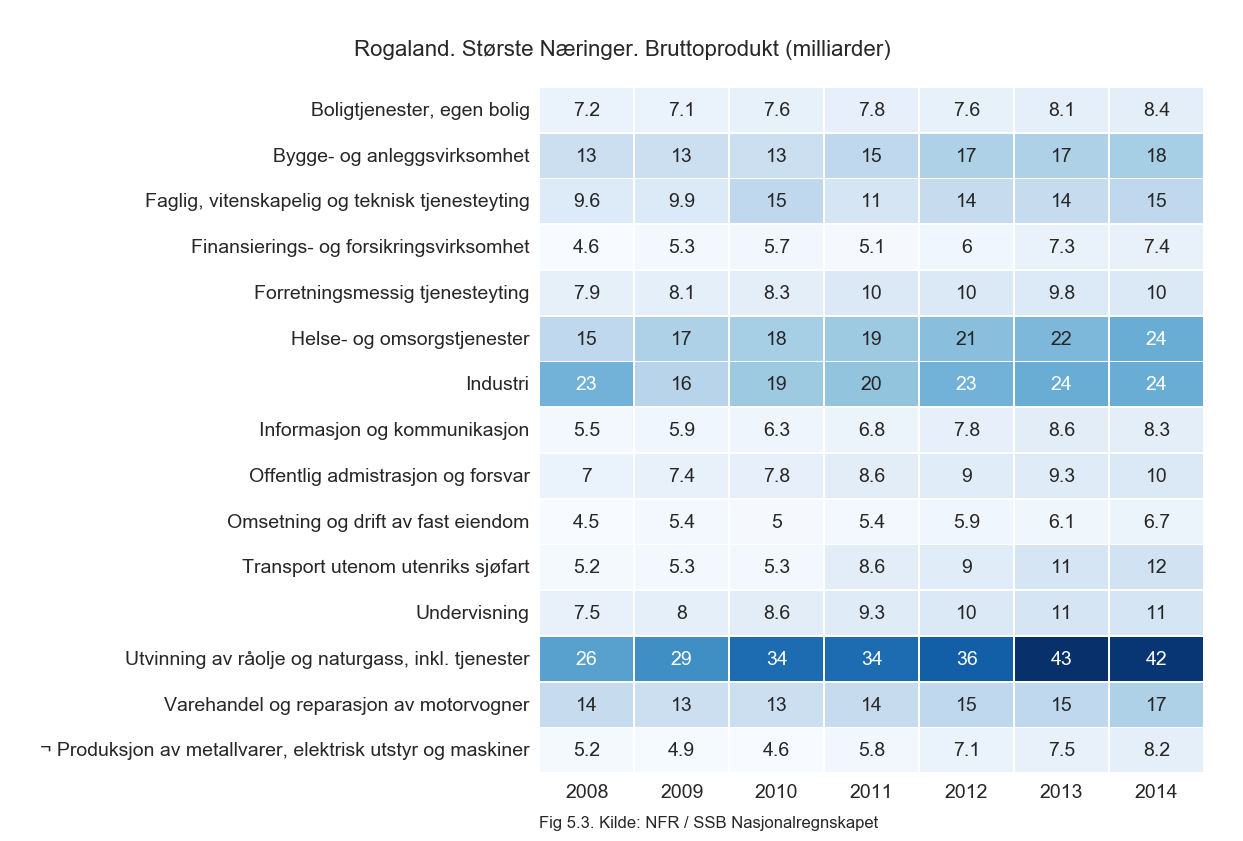 Rogaland. Største Næringer. Bruttoprodukt (milliarder)
Boligtjenester, egen bolig 7.2 7.1 7.6 7.8 7.6 8.1 8.4
Bygge- og anleggsvirksomhet 13 13 13 15 17 17 18
Faglig, vitenskapelig og teknisk tjenesteyting 9.6 9.9 15 11 14 14 15
Finansierings- og forsikringsvirksomhet 4.6 5.3 5.7 5.1 6 7.3 7.4
Forretningsmessig tjenesteyting 7.9 8.1 8.3 10 10 9.8 10
Helse- og omsorgstjenester 15 17 18 19 21 22 24
Industri 23 16 19 20 23 24 24
Informasjon og kommunikasjon 5.5 5.9 6.3 6.8 7.8 8.6 8.3
Offentlig admistrasjon og forsvar 7 7.4 7.8 8.6 9 9.3 10
Omsetning og drift av fast eiendom 4.5 5.4 5 5.4 5.9 6.1 6.7
Transport utenom utenriks sjøfart 5.2 5.3 5.3 8.6 9 11 12
Undervisning 7.5 8 8.6 9.3 10 11 11
Utvinning av råolje og naturgass, inkl. tjenester 26 29 34 34 36 43 42
Varehandel og reparasjon av motorvogner 14 13 13 14 15 15 17
¬ Produksjon av metallvarer, elektrisk utstyr og maskiner 5.2 4.9 4.6 5.8 7.1 7.5 8.2
2008 2009 2010 2011 2012 2013 2014
Fig 5.3. Kilde: NFR / SSB Nasjonalregnskapet